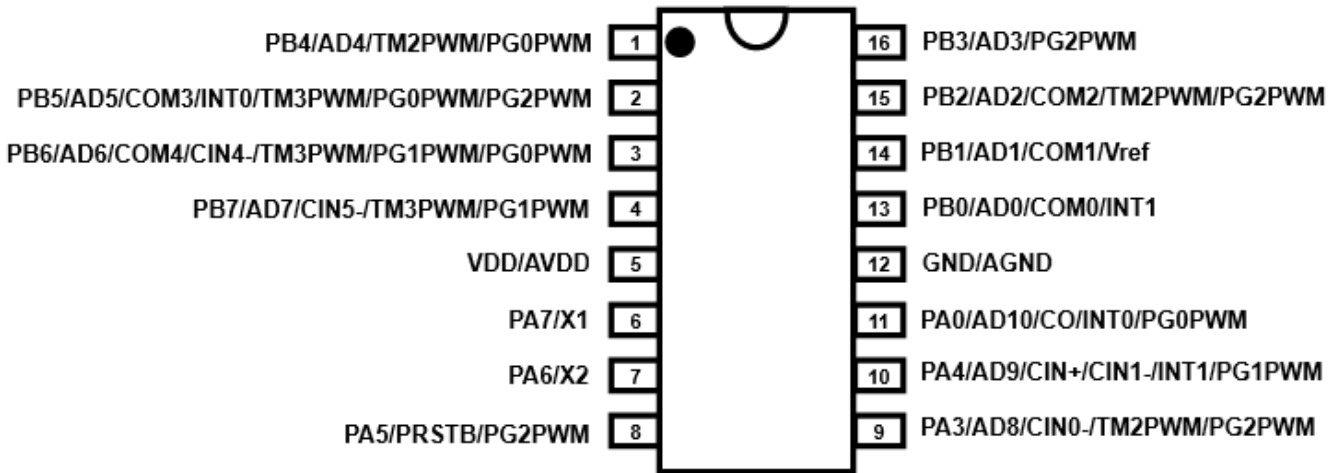 PB4/AD4/TM2PWM/PG0PWM 1 16 PB3/AD3/PG2PWM
PB5/AD5/COM3/INT0/TM3PWM/PG0PWM/PG2PWM 2 15 PB2/AD2/COM2/TM2PWM/PG2PWM
PB6/AD6/COM4/CIN4-/TM3PWM/PG1PWM/PG0PWM 3 14 PB1/AD1/COM1/Vref
PB7/AD7/CIN5-/TM3PWM/PG1PWM 4 13 PB0/AD0/COM0/INT1
VDD/AVDD 5 12 GND/AGND
PA7/X1 6 11 PA0/AD10/CO/INT0/PG0PWM
PA6/X2 7 10 PA4/AD9/CIN+/CIN1-/INT1/PG1PWM
PA5/PRSTB/PG2PWM 8 9 PA3/AD8/CIN0-/TM2PWM/PG2PWM